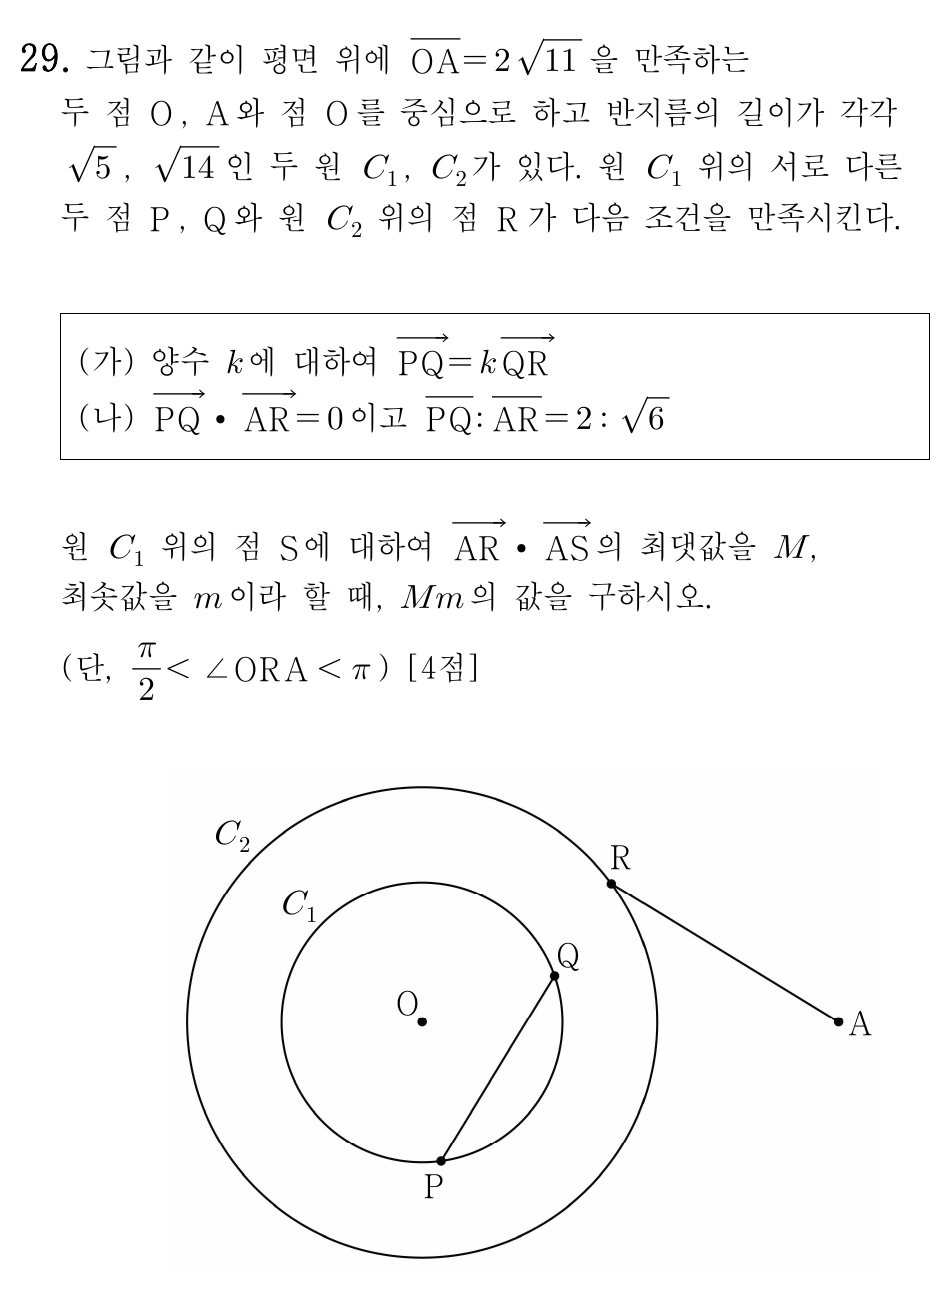 29. 그림과 같이 평면 위에 $\overline{OA}=2\sqrt{11}$ 을 만족하는
두 점 O, A와 점 O를 중심으로 하고 반지름의 길이가 각각
$\sqrt{5}$, $\sqrt{14}$인 두 원 $C_1$, $C_2$가 있다. 원 $C_1$ 위의 서로 다른
두 점 P, Q와 원 $C_2$ 위의 점 R가 다음 조건을 만족시킨다.
(가) 양수 $k$에 대하여 $\overrightarrow{PQ}=k\overrightarrow{QR}$
(나) $\overrightarrow{PQ}\bullet\overrightarrow{AR}=0$이고 $\overline{PQ}:\overline{AR}=2:\sqrt{6}$
원 $C_1$ 위의 점 S에 대하여 $\overrightarrow{AR}\bullet\overrightarrow{AS}$의 최댓값을 $M$,
최솟값을 $m$이라 할 때, $Mm$의 값을 구하시오.
(단, $\frac{\pi}{2}<\angle ORA<\pi$) [4점]
$C_2$
R
$C_1$
Q
O
A
P